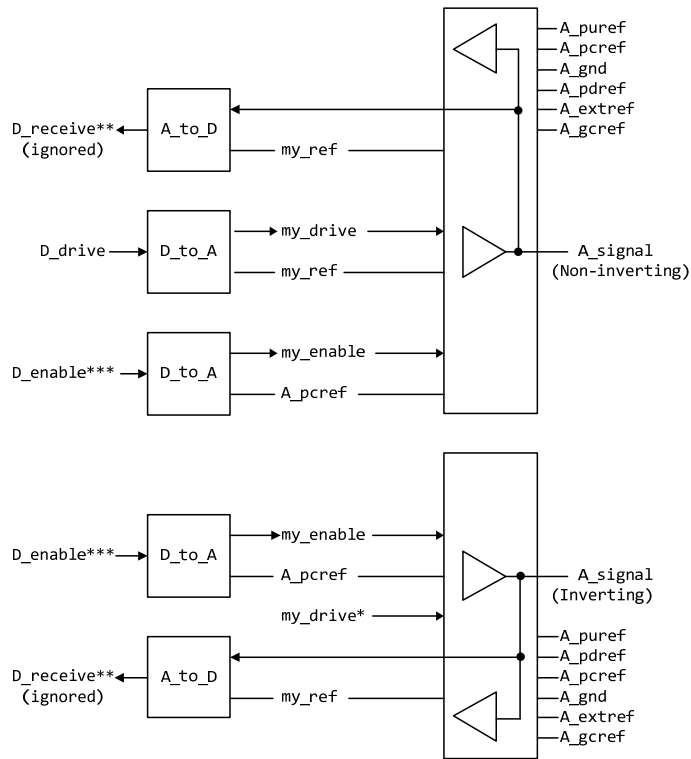 A_puref
A_pcref
A_gnd
A_pdref
A_extref
A_gcref
D_receive**
(ignored)
A_to_D
my_ref
D_drive
D_to_A
my_drive
my_ref
A_signal
(Non-inverting)
D_enable***
D_to_A
my_enable
A_pcref
D_enable***
D_to_A
my_enable
A_pcref
A_signal
(Inverting)
my_drive*
D_receive**
(ignored)
A_to_D
my_ref
A_puref
A_pdref
A_pcref
A_gnd
A_extref
A_gcref